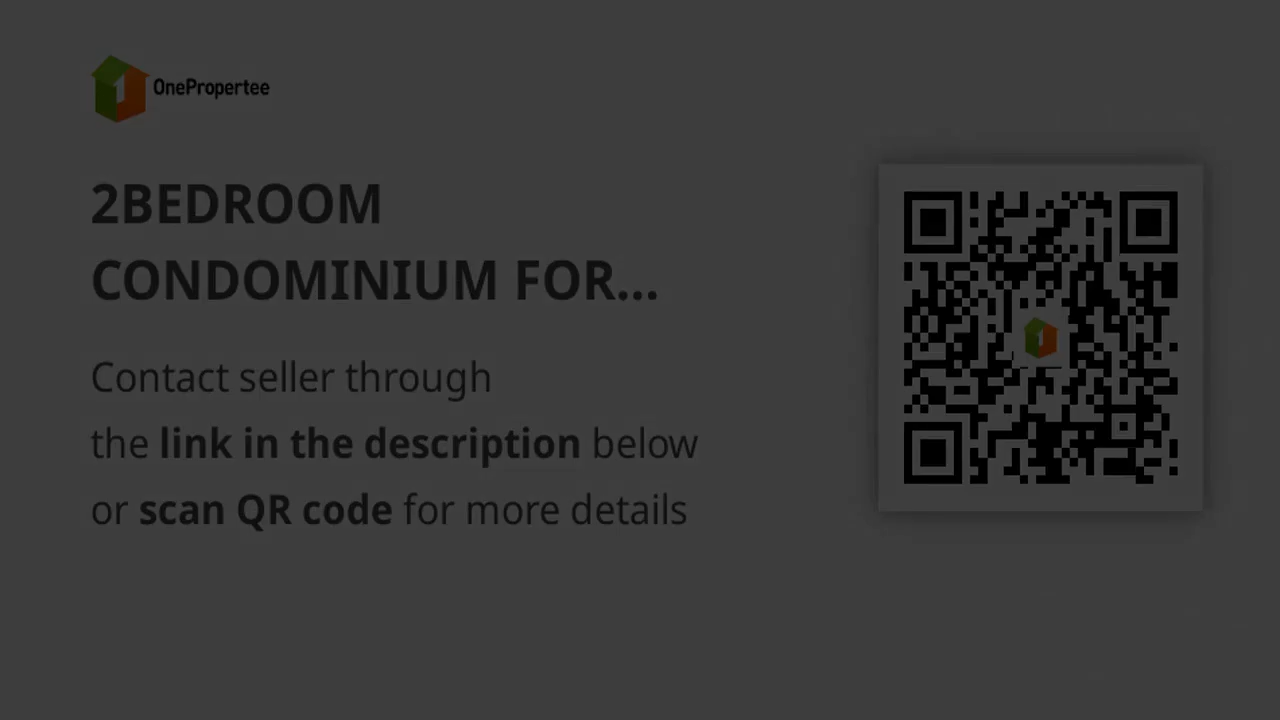 OnePropertee
2BEDROOM
CONDOMINIUM FOR...
Contact seller through
the link in the description below
or scan QR code for more details